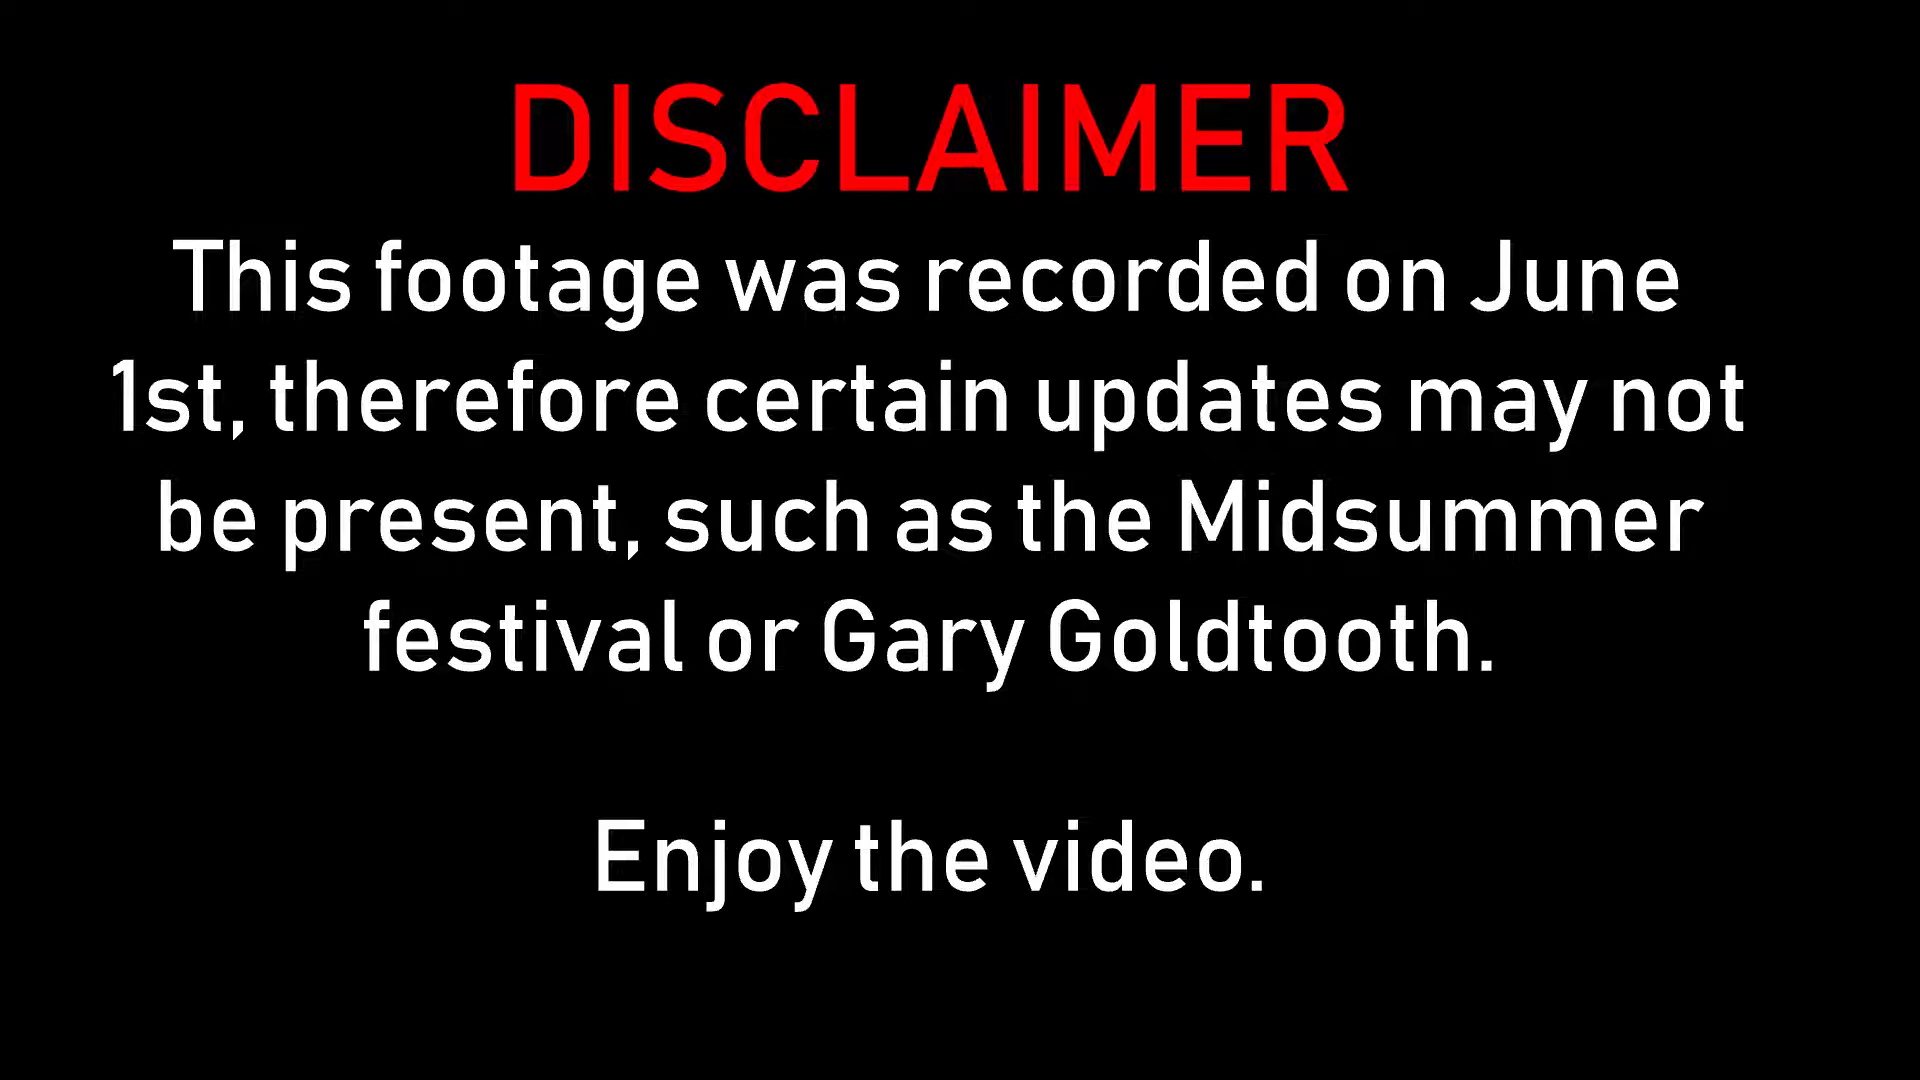 DISCLAIMER
This footage was recorded on June
1st, therefore certain updates may not
be present, such as the Midsummer
festival or Gary Goldtooth.
Enjoy the video.